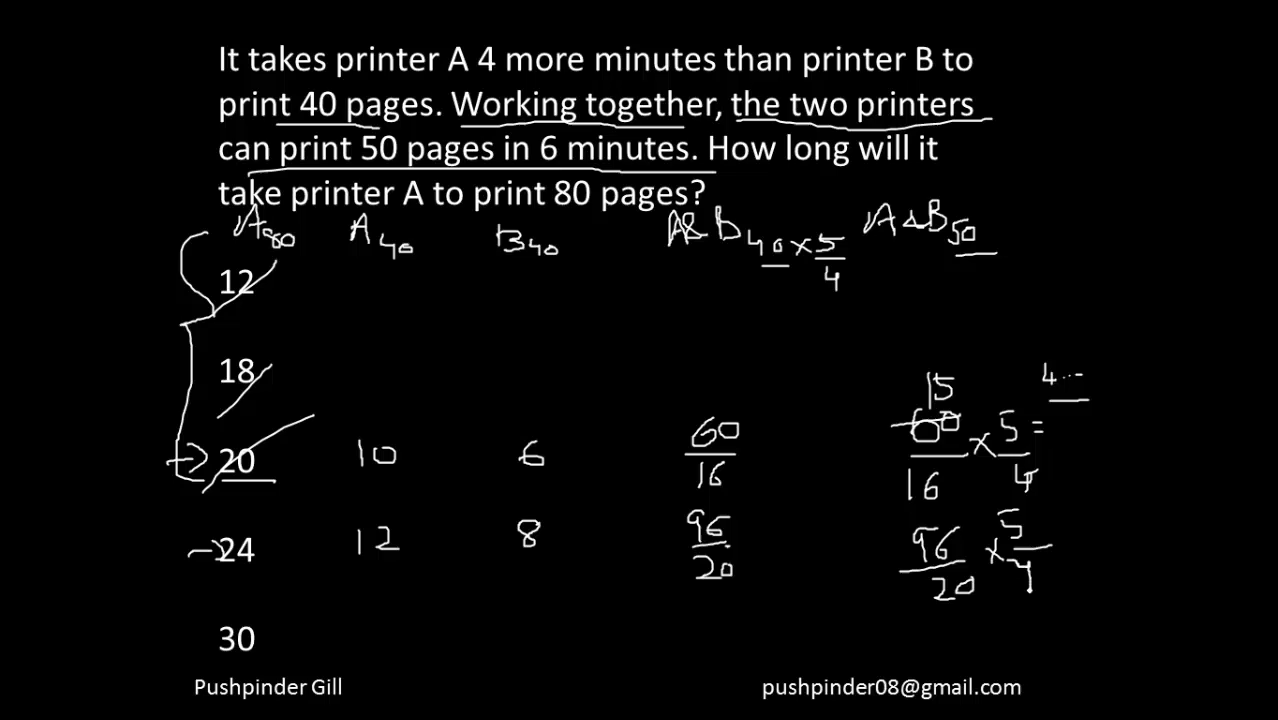 It takes printer A 4 more minutes than printer B to
print 40 pages. Working together, the two printers
can print 50 pages in 6 minutes. How long will it
take printer A to print 80 pages?
A80 A40 B40 A&B40 × 5/4 A&B50
12
18
15 4...
20 10 6 60/16 60/16 × 5/4 =
24 12 8 96/20 96/20 × 5/4
30
Pushpinder Gill pushpinder08@gmail.com